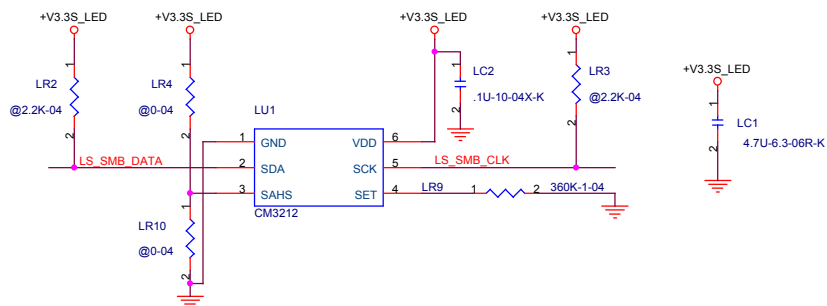 +V3.3S_LED
+V3.3S_LED
+V3.3S_LED
+V3.3S_LED
+V3.3S_LED
1
LR2
@2.2K-04
2
1
LR4
@0-04
2
1
LC2
.1U-10-04X-K
2
1
LR3
@2.2K-04
2
1
LC1
4.7U-6.3-06R-K
2
LU1
1
GND
VDD
6
LS_SMB_DATA
2
SDA
SCK
5
LS_SMB_CLK
3
SAHS
SET
4
LR9
1
2
360K-1-04
CM3212
1
LR10
@0-04
2